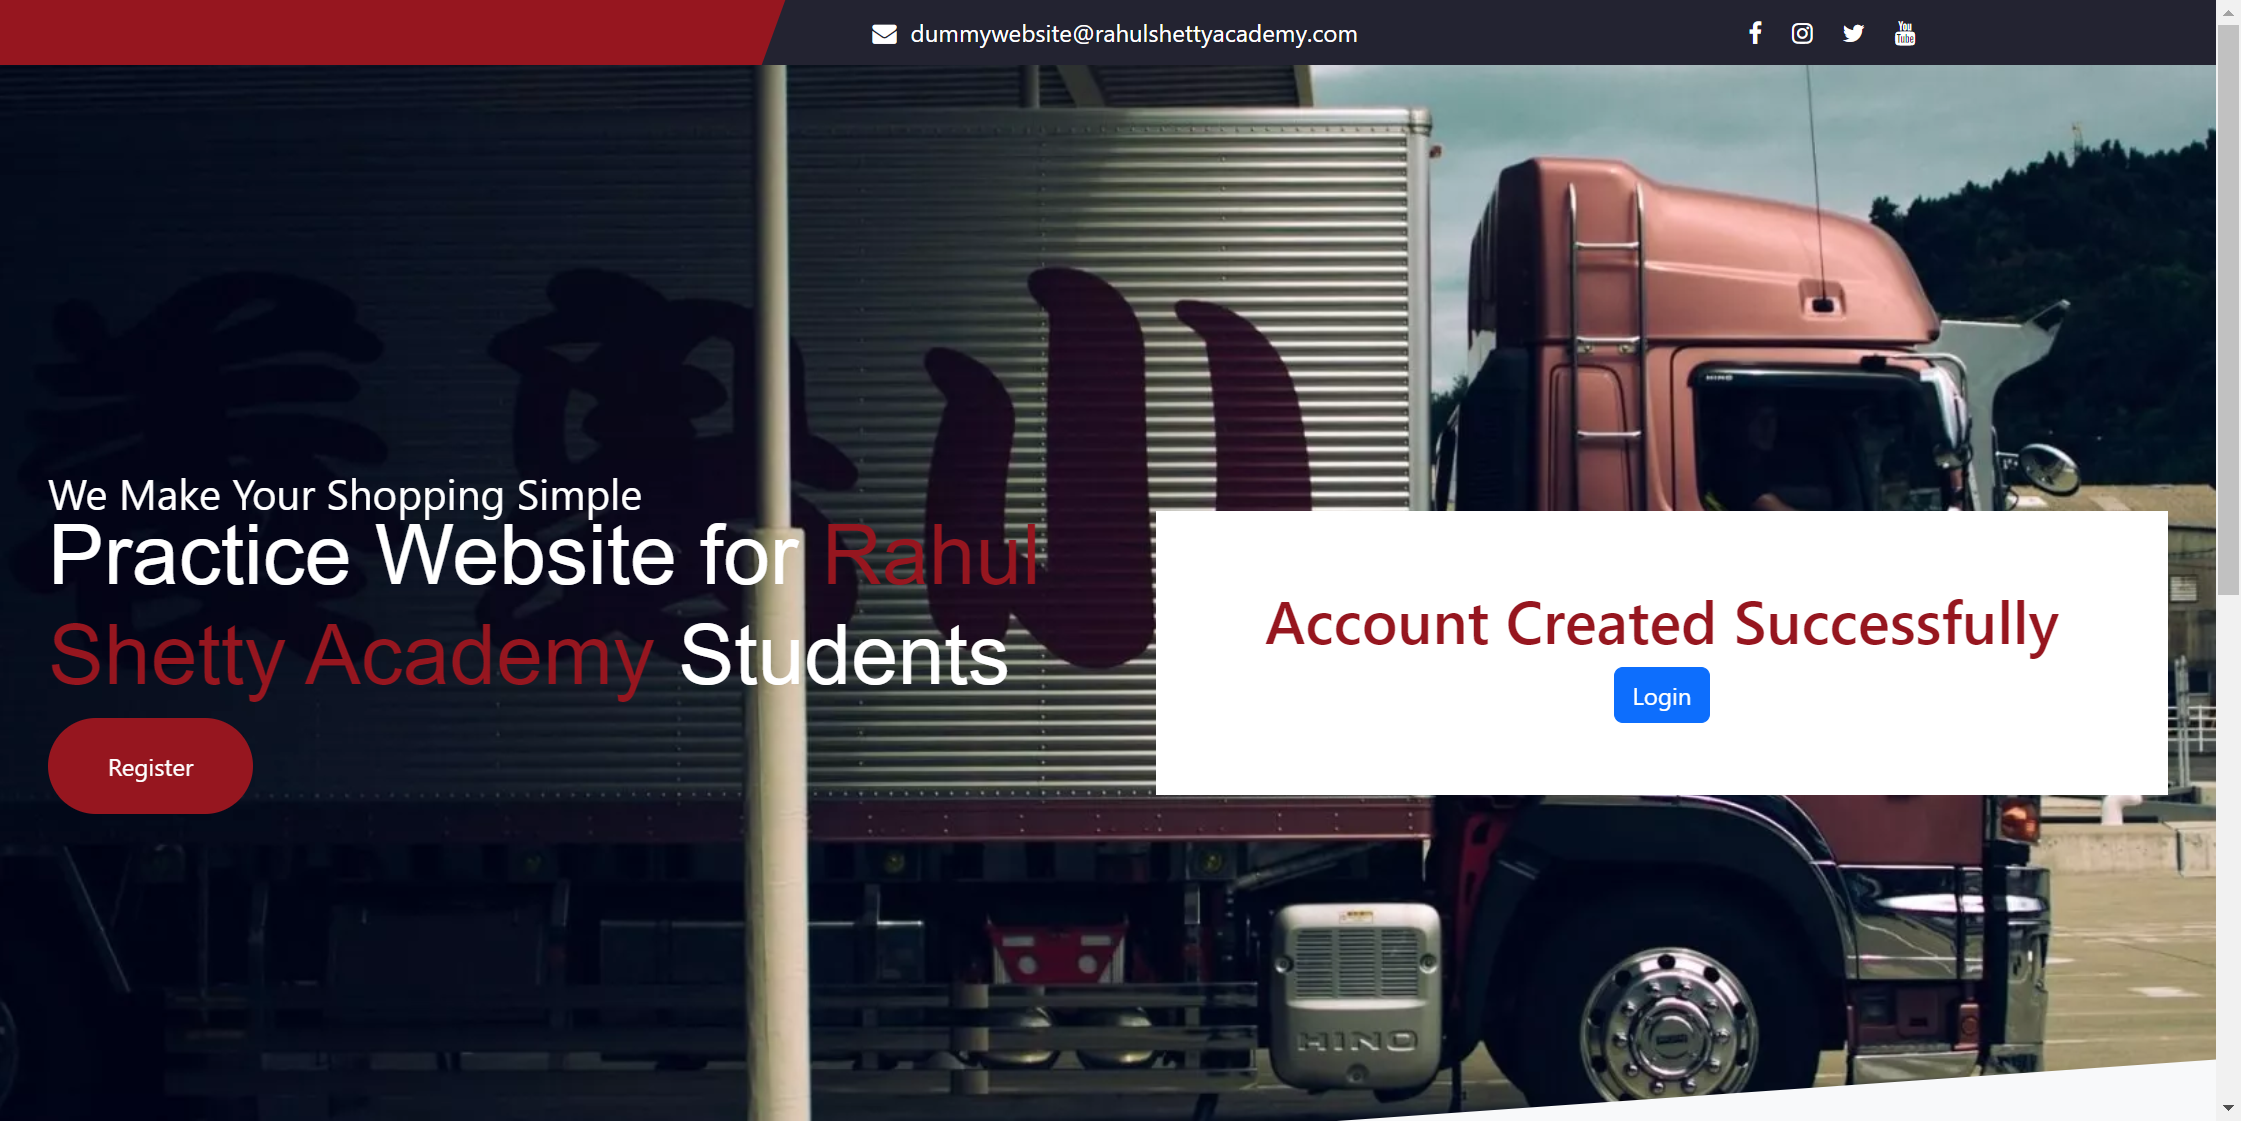 dummywebsite@rahulshettyacademy.com
You
Tube
We Make Your Shopping Simple
Practice Website for Rahul
Shetty Academy Students
Register
Account Created Successfully
Login
HINO
HINO